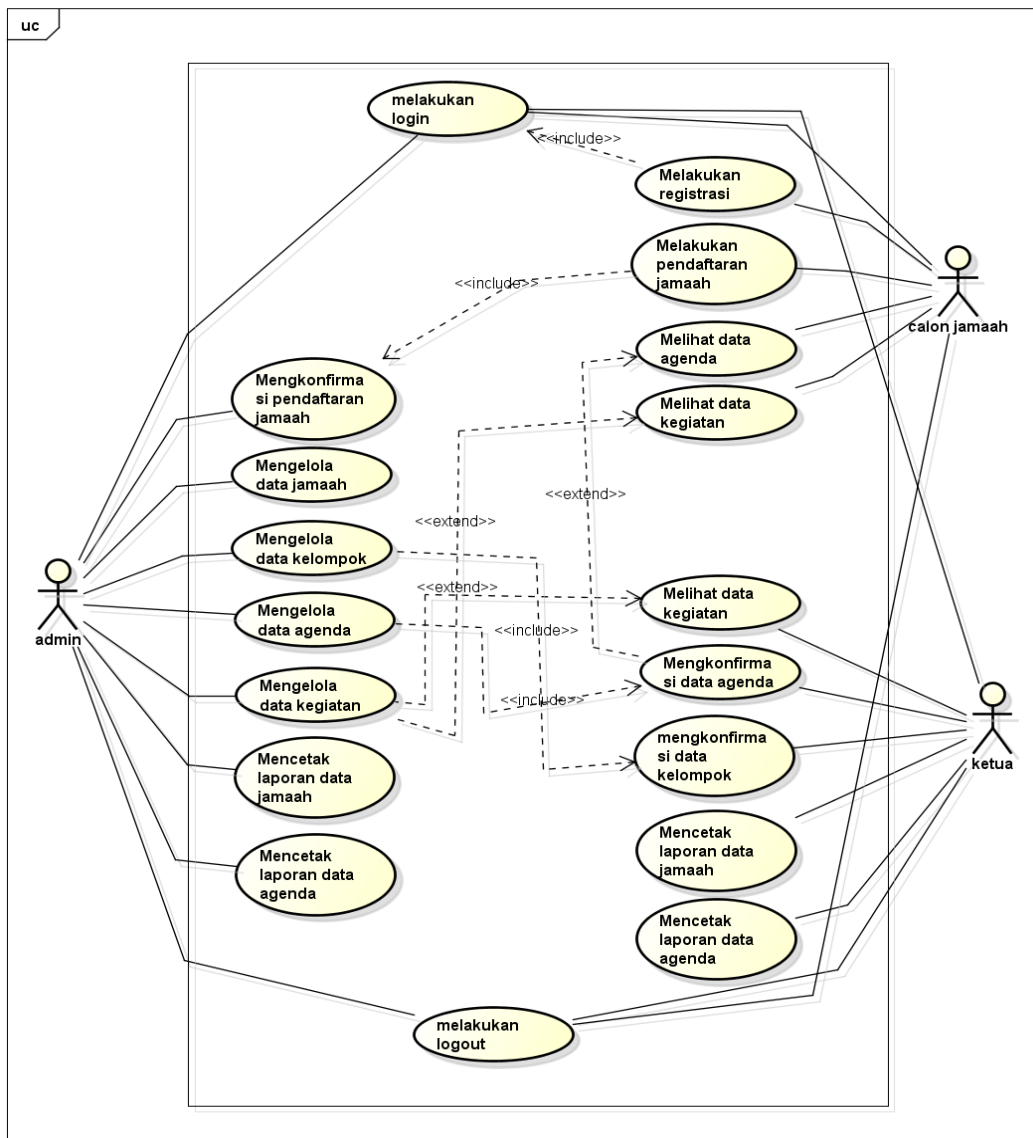 uc
melakukan
login
<<include>>
Melakukan
registrasi
Melakukan
pendaftaran
jamaah
<<include>>
calon jamaah
Melihat data
agenda
Mengkonfirma
si pendaftaran
jamaah
Melihat data
kegiatan
Mengelola
data jamaah
<<extend>>
<<extend>>
Mengelola
data kelompok
<<extend>>
Melihat data
kegiatan
Mengelola
data agenda
<<include>>
admin
Mengkonfirma
si data agenda
Mengelola
data kegiatan
<<include>>
mengkonfirma
si data
kelompok
ketua
Mencetak
laporan data
jamaah
Mencetak
laporan data
jamaah
Mencetak
laporan data
agenda
Mencetak
laporan data
agenda
melakukan
logout